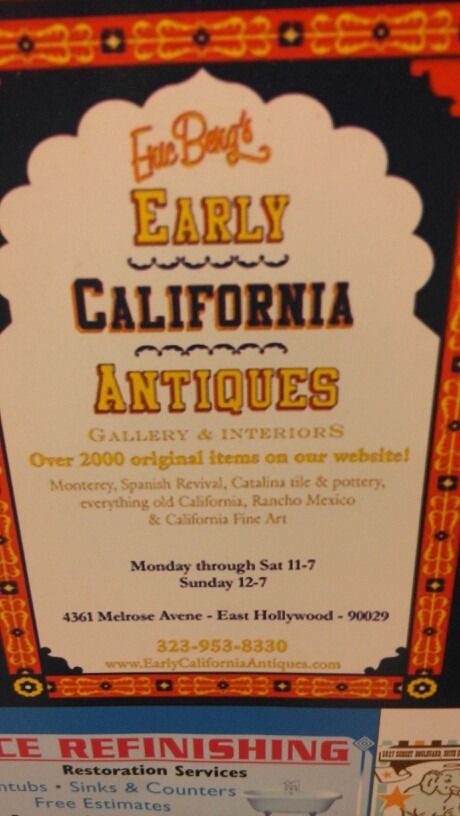 Eric Berg's
EARLY
CALIFORNIA
ANTIQUES
GALLERY & INTERIORS
Over 2000 original items on our website!
Monterey, Spanish Revival, Catalina tile & pottery,
everything old California, Rancho Mexico
& California Fine Art
Monday through Sat 11-7
Sunday 12-7
4361 Melrose Avene - East Hollywood - 90029
323-953-8330
www.EarlyCaliforniaAntiques.com
CE REFINISHING
Restoration Services
ntubs • Sinks & Counters
Free Estimates
SUNSET BOULEVARD,